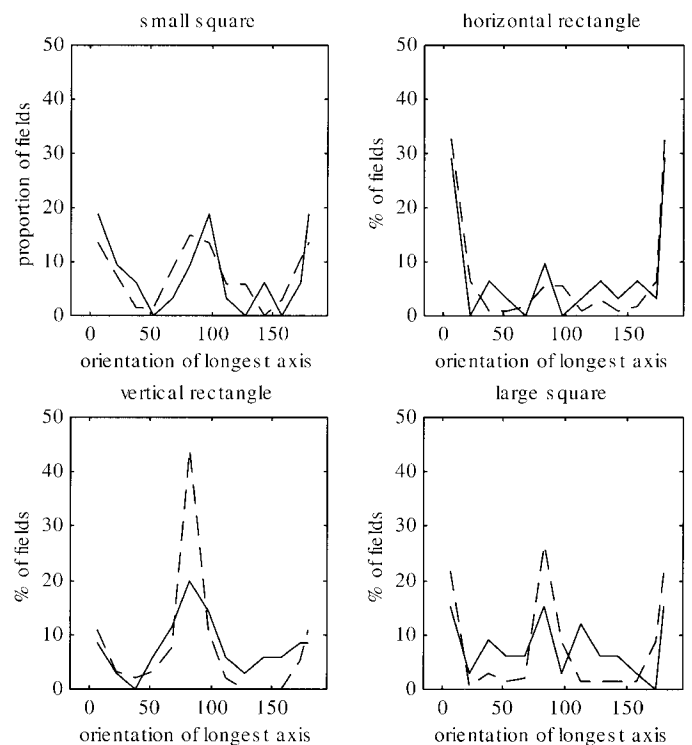 small square
50
40
30
20
10
0
proportion of fields
0 50 100 150
orientation of longest axis
horizontal rectangle
50
40
30
20
10
0
% of fields
0 50 100 150
orientation of longest axis
vertical rectangle
50
40
30
20
10
0
% of fields
0 50 100 150
orientation of longest axis
large square
50
40
30
20
10
0
% of fields
0 50 100 150
orientation of longest axis